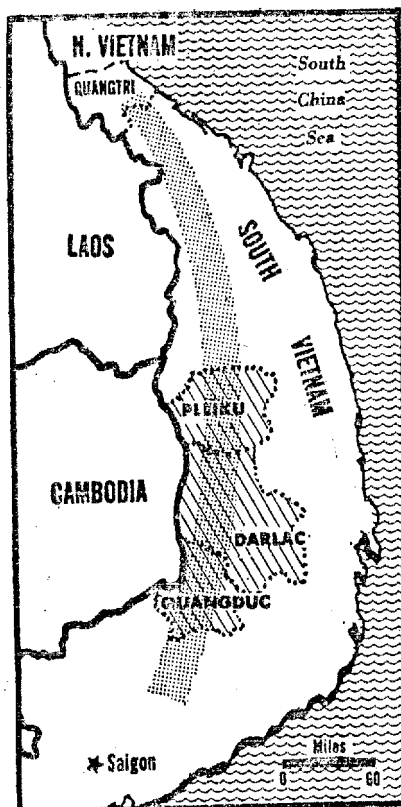 N. VIETNAM
QUANGTRI
South
China
Sea
LAOS
SOUTH
VIETNAM
PLEIKU
CAMBODIA
DARLAC
QUANGDUC
Saigon
Miles
0 60